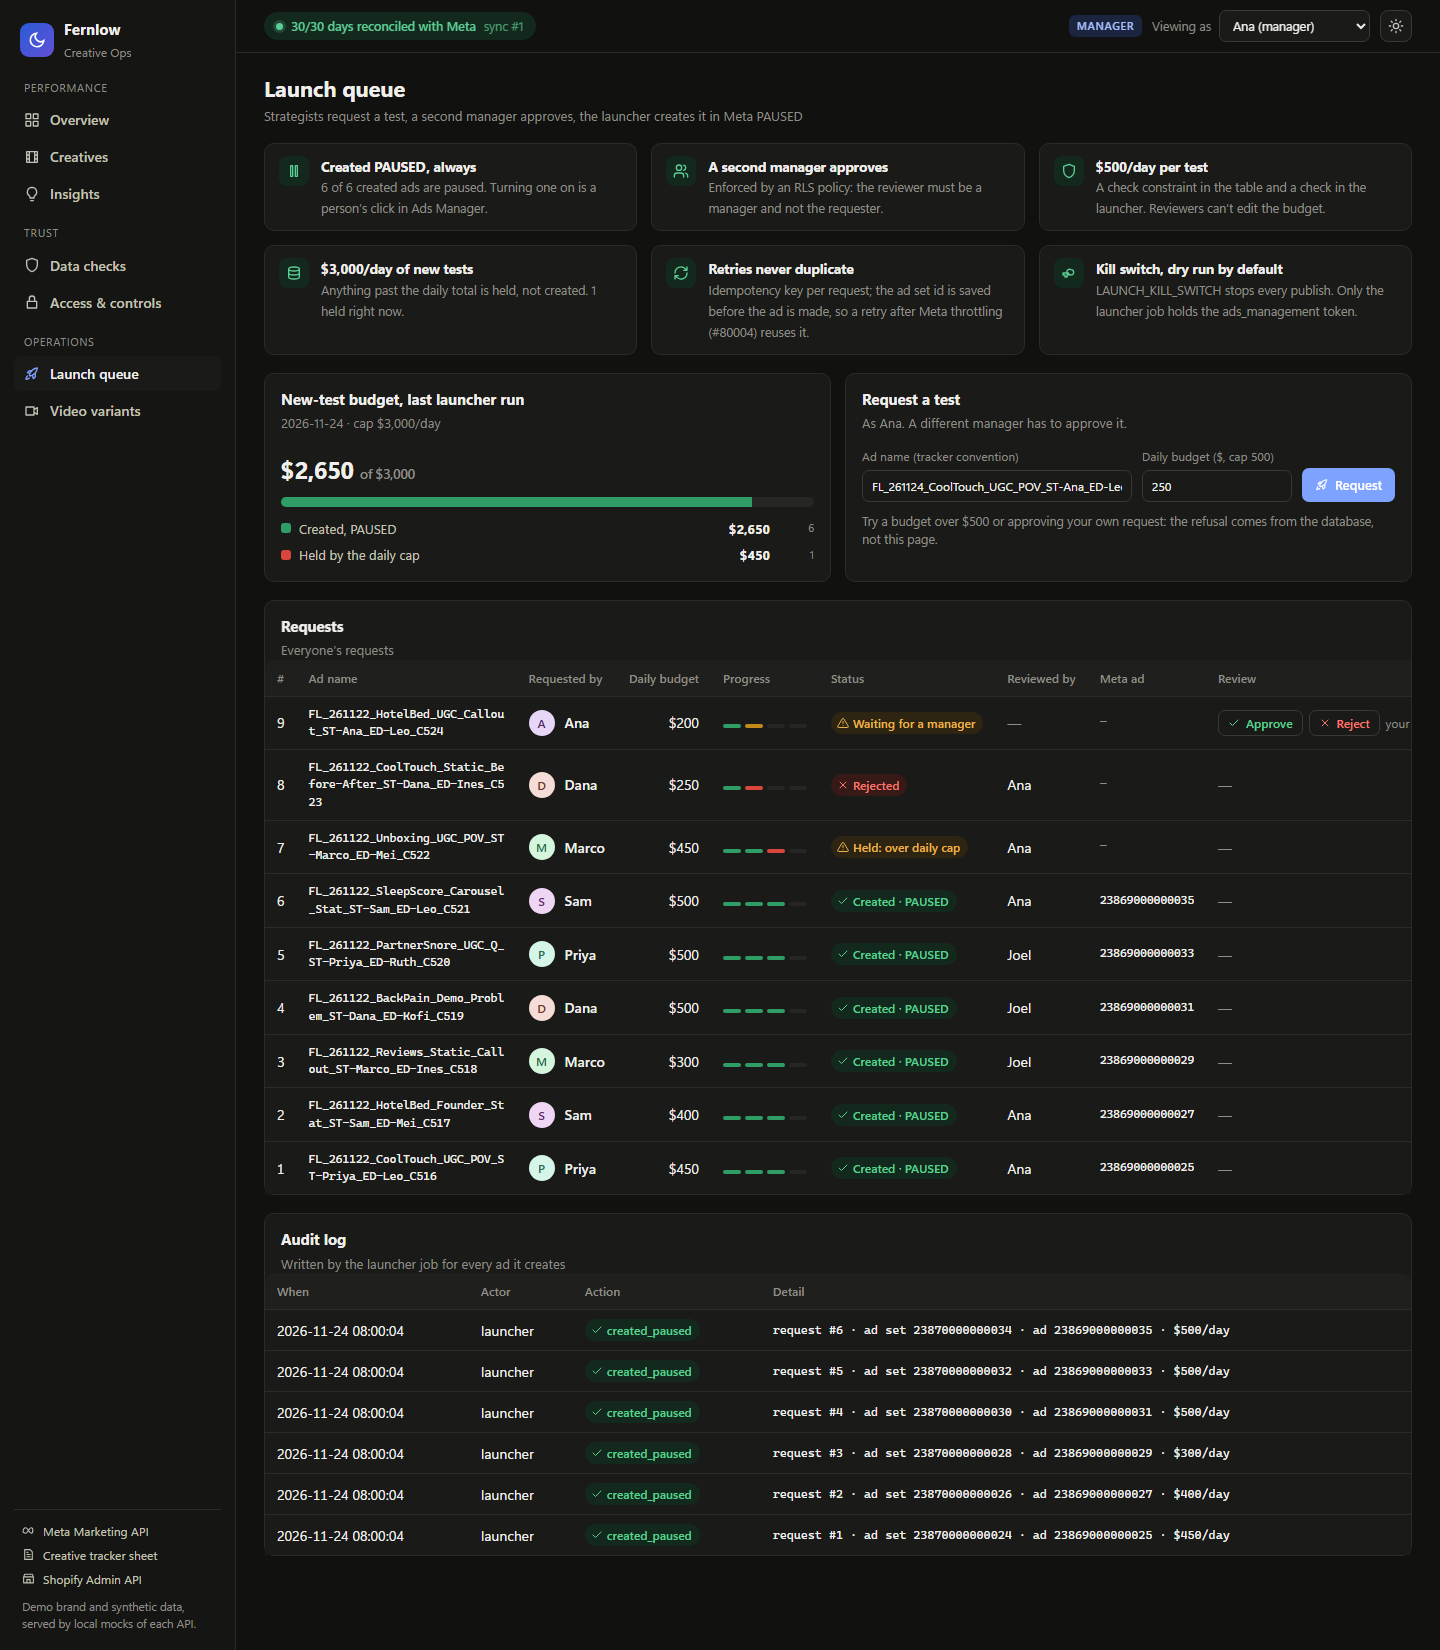 Fernlow
Creative Ops
PERFORMANCE
Overview
Creatives
Insights
TRUST
Data checks
Access & controls
OPERATIONS
Launch queue
Video variants
Meta Marketing API
Creative tracker sheet
Shopify Admin API
Demo brand and synthetic data,
served by local mocks of each API.
30/30 days reconciled with Meta sync #1
MANAGER Viewing as Ana (manager)
Launch queue
Strategists request a test, a second manager approves, the launcher creates it in Meta PAUSED
Created PAUSED, always
6 of 6 created ads are paused. Turning one on is a
person's click in Ads Manager.
A second manager approves
Enforced by an RLS policy: the reviewer must be a
manager and not the requester.
$500/day per test
A check constraint in the table and a check in the
launcher. Reviewers can't edit the budget.
$3,000/day of new tests
Anything past the daily total is held, not created. 1
held right now.
Retries never duplicate
Idempotency key per request; the ad set id is saved
before the ad is made, so a retry after Meta throttling
(#80004) reuses it.
Kill switch, dry run by default
LAUNCH_KILL_SWITCH stops every publish. Only the
launcher job holds the ads_management token.
New-test budget, last launcher run
2026-11-24 · cap $3,000/day
$2,650 of $3,000
Created, PAUSED $2,650 6
Held by the daily cap $450 1
Request a test
As Ana. A different manager has to approve it.
Ad name (tracker convention) Daily budget ($, cap 500)
FL_261124_CoolTouch_UGC_POV_ST-Ana_ED-Le 250 Request
Try a budget over $500 or approving your own request: the refusal comes from the database,
not this page.
Requests
Everyone's requests
# Ad name Requested by Daily budget Progress Status Reviewed by Meta ad Review
9 FL_261122_HotelBed_UGC_Callou
t_ST-Ana_ED-Leo_C524 A Ana $200 Waiting for a manager — – Approve Reject your
8 FL_261122_CoolTouch_Static_Be
fore-After_ST-Dana_ED-Ines_C5
23 D Dana $250 Rejected Ana – —
7 FL_261122_Unboxing_UGC_POV_ST
-Marco_ED-Mei_C522 M Marco $450 Held: over daily cap Ana – —
6 FL_261122_SleepScore_Carousel
_Stat_ST-Sam_ED-Leo_C521 S Sam $500 Created · PAUSED Ana 23869000000035 —
5 FL_261122_PartnerSnore_UGC_Q_
ST-Priya_ED-Ruth_C520 P Priya $500 Created · PAUSED Joel 23869000000033 —
4 FL_261122_BackPain_Demo_Probl
em_ST-Dana_ED-Kofi_C519 D Dana $500 Created · PAUSED Joel 23869000000031 —
3 FL_261122_Reviews_Static_Call
out_ST-Marco_ED-Ines_C518 M Marco $300 Created · PAUSED Joel 23869000000029 —
2 FL_261122_HotelBed_Founder_St
at_ST-Sam_ED-Mei_C517 S Sam $400 Created · PAUSED Ana 23869000000027 —
1 FL_261122_CoolTouch_UGC_POV_S
T-Priya_ED-Leo_C516 P Priya $450 Created · PAUSED Ana 23869000000025 —
Audit log
Written by the launcher job for every ad it creates
When Actor Action Detail
2026-11-24 08:00:04 launcher created_paused request #6 · ad set 23870000000034 · ad 23869000000035 · $500/day
2026-11-24 08:00:04 launcher created_paused request #5 · ad set 23870000000032 · ad 23869000000033 · $500/day
2026-11-24 08:00:04 launcher created_paused request #4 · ad set 23870000000030 · ad 23869000000031 · $500/day
2026-11-24 08:00:04 launcher created_paused request #3 · ad set 23870000000028 · ad 23869000000029 · $300/day
2026-11-24 08:00:04 launcher created_paused request #2 · ad set 23870000000026 · ad 23869000000027 · $400/day
2026-11-24 08:00:04 launcher created_paused request #1 · ad set 23870000000024 · ad 23869000000025 · $450/day